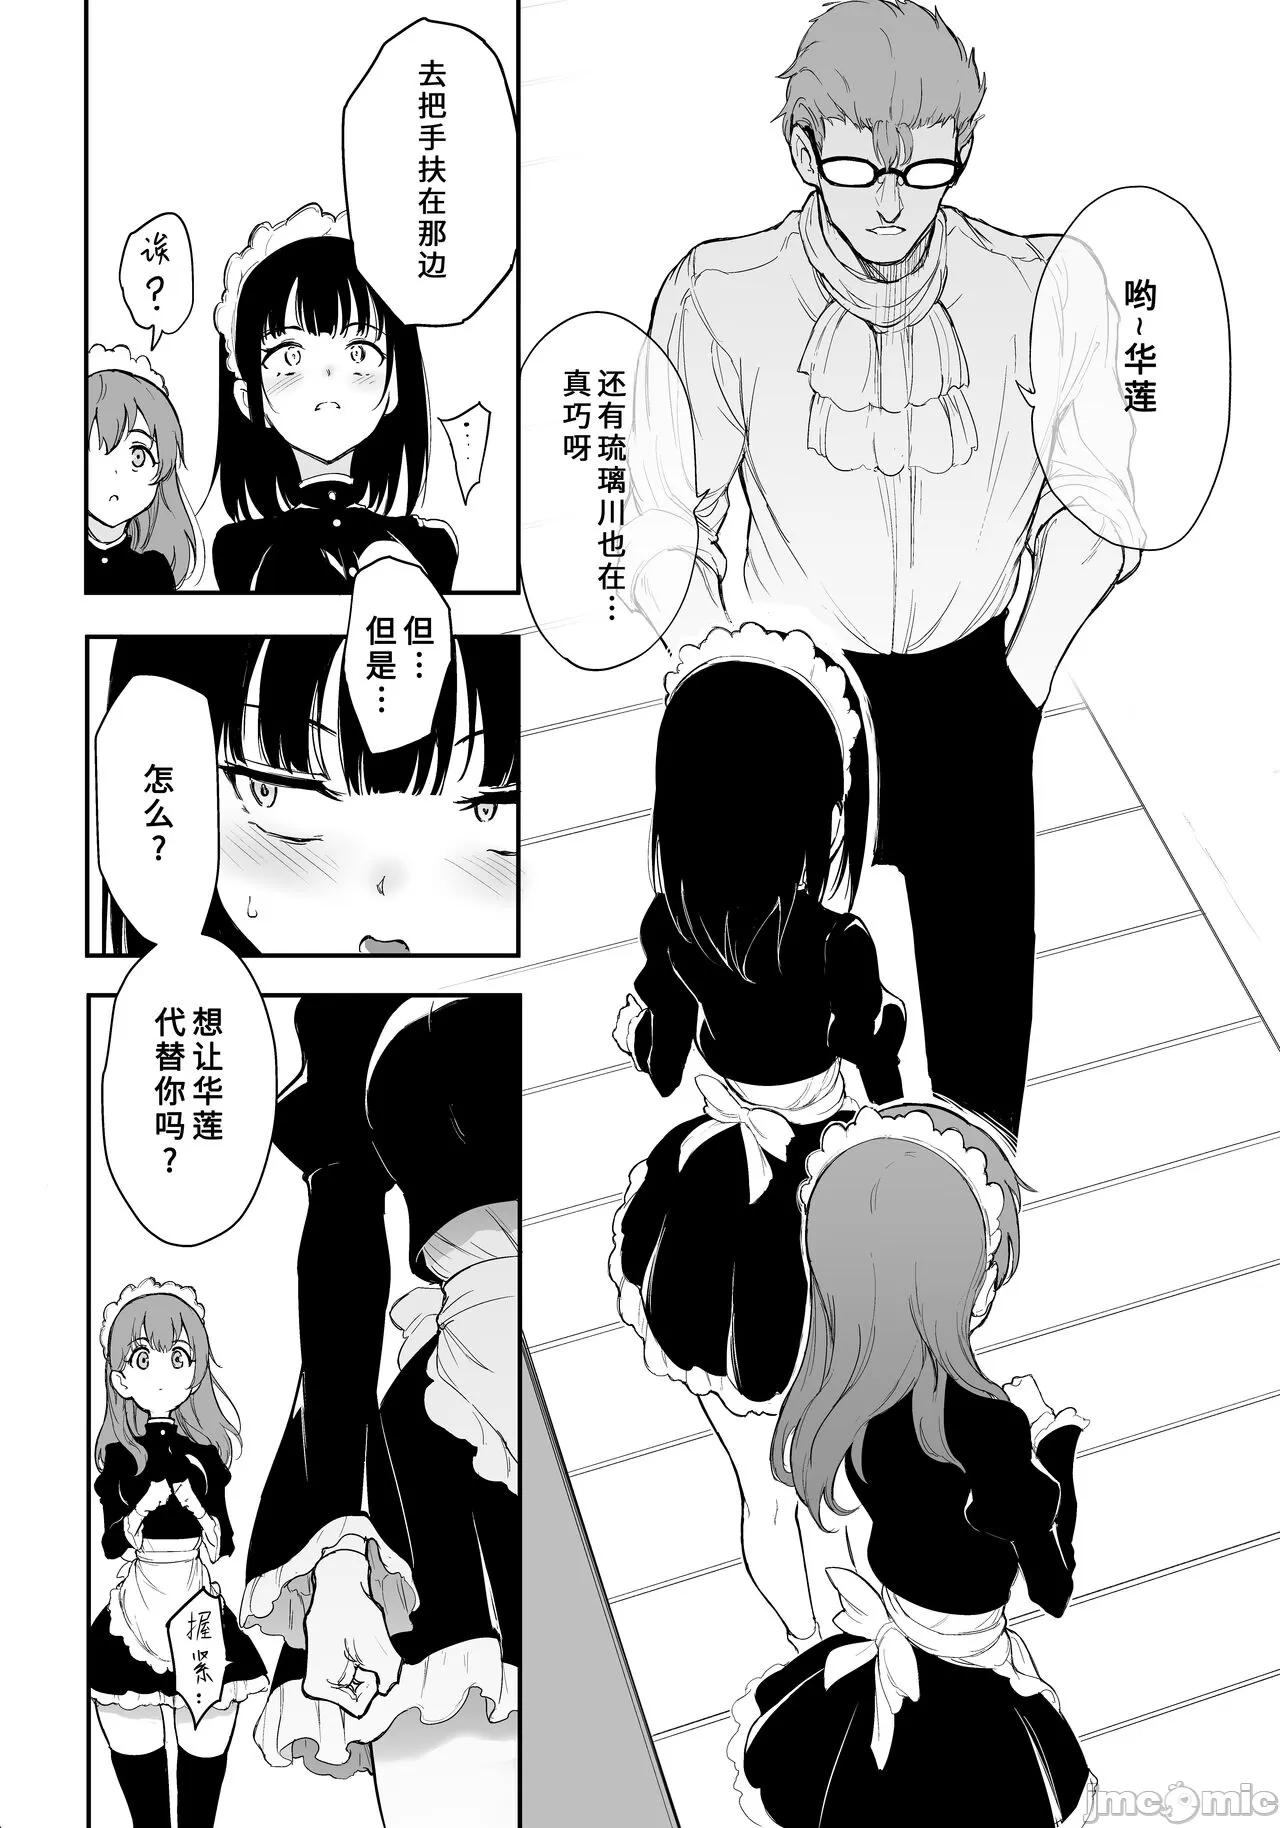 哟~华莲
还有琉璃川也在…
真巧呀
去把手扶在那边
诶?
…
但…
但是…
怎么?
想让华莲
代替你吗?
握紧…
jmcomic